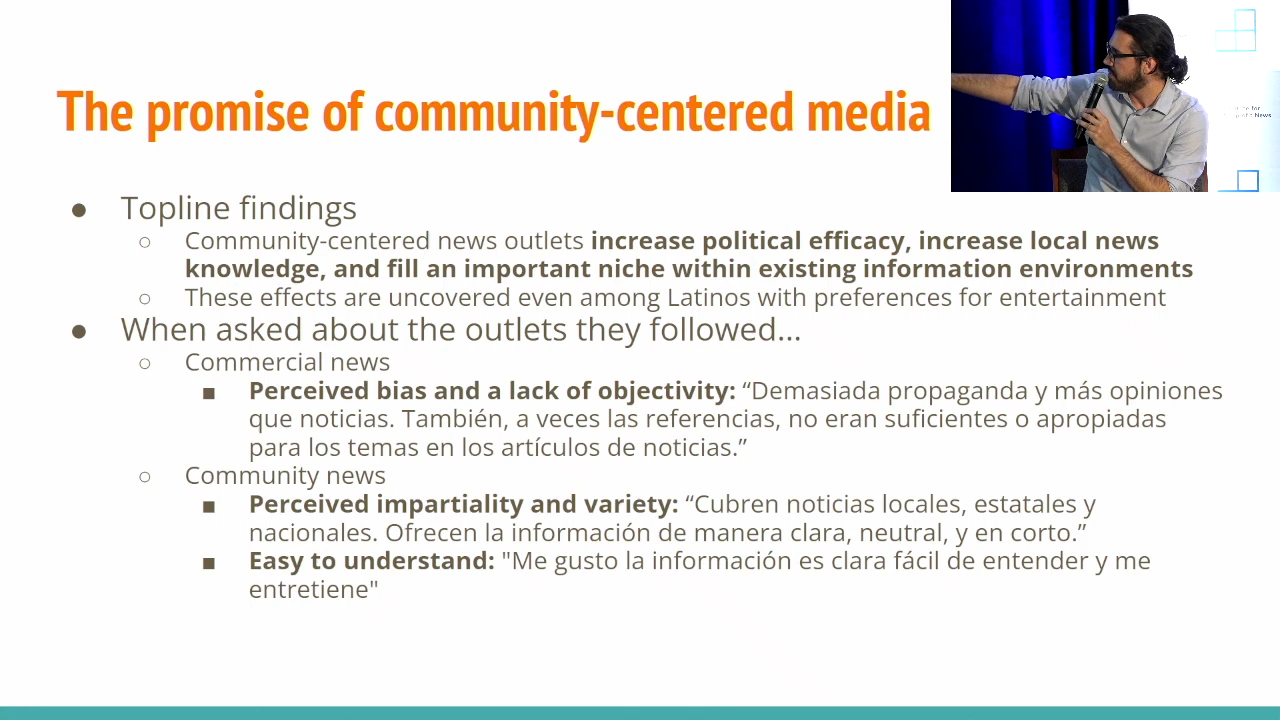 The promise of community-centered media
● Topline findings
○ Community-centered news outlets increase political efficacy, increase local news
knowledge, and fill an important niche within existing information environments
○ These effects are uncovered even among Latinos with preferences for entertainment
● When asked about the outlets they followed...
○ Commercial news
■ Perceived bias and a lack of objectivity: “Demasiada propaganda y más opiniones
que noticias. También, a veces las referencias, no eran suficientes o apropiadas
para los temas en los artículos de noticias.”
○ Community news
■ Perceived impartiality and variety: “Cubren noticias locales, estatales y
nacionales. Ofrecen la información de manera clara, neutral, y en corto.”
■ Easy to understand: "Me gusto la información es clara fácil de entender y me
entretiene"
for
News